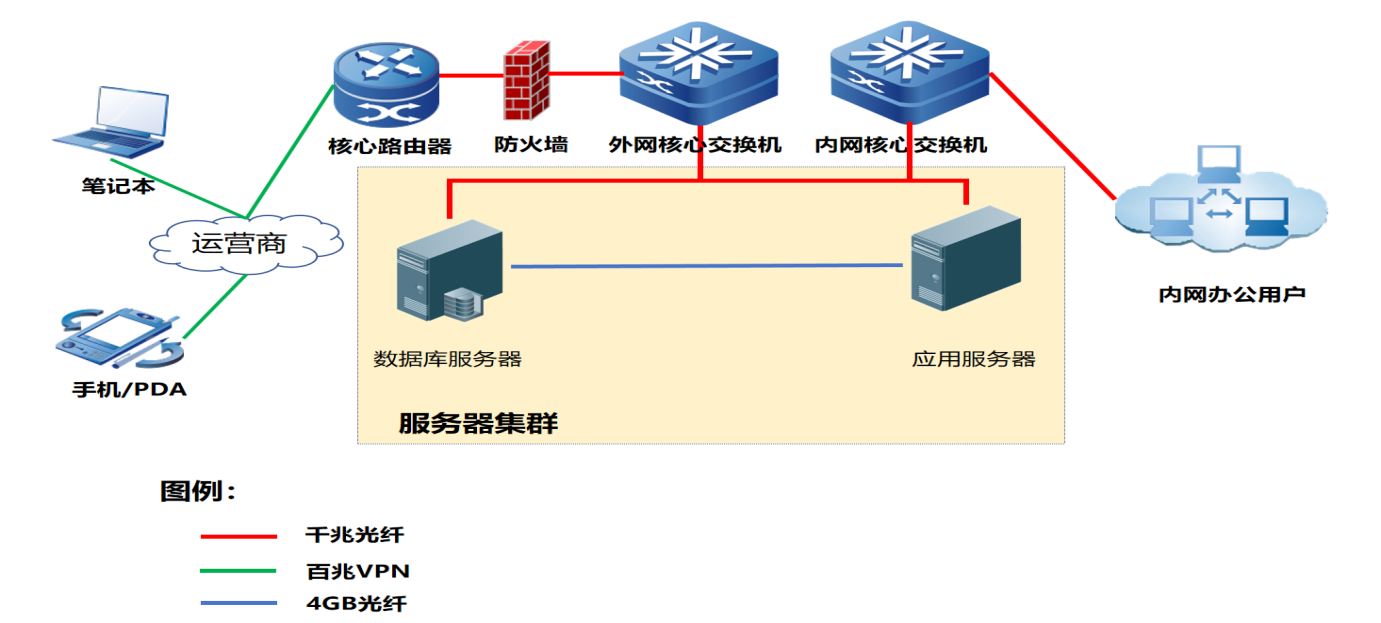 核心路由器
防火墙
外网核心交换机
内网核心交换机
笔记本
运营商
内网办公用户
数据库服务器
应用服务器
手机/PDA
服务器集群
图例：
千兆光纤
百兆VPN
4GB光纤